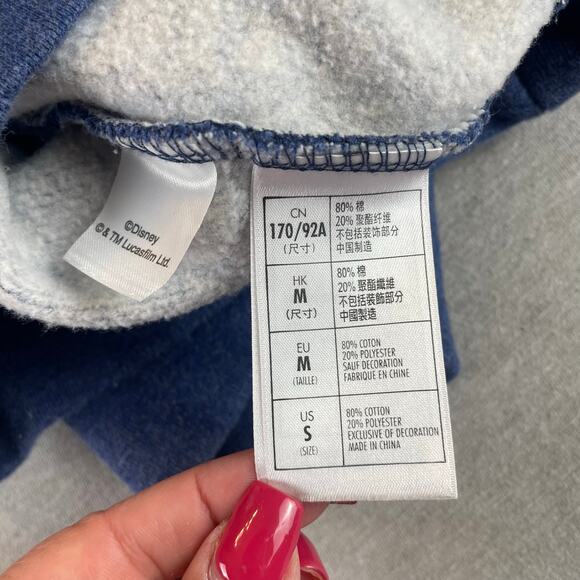 ©Disney
© & TM Lucasfilm Ltd.
CN
170/92A
(尺寸)
80% 棉
20% 聚酯纤维
不包括装饰部分
中国制造
HK
M
(尺寸)
80% 棉
20% 聚酯纖維
不包括裝飾部分
中國製造
EU
M
(TAILLE)
80% COTON
20% POLYESTER
SAUF DECORATION
FABRIQUE EN CHINE
US
S
(SIZE)
80% COTTON
20% POLYESTER
EXCLUSIVE OF DECORATION
MADE IN CHINA